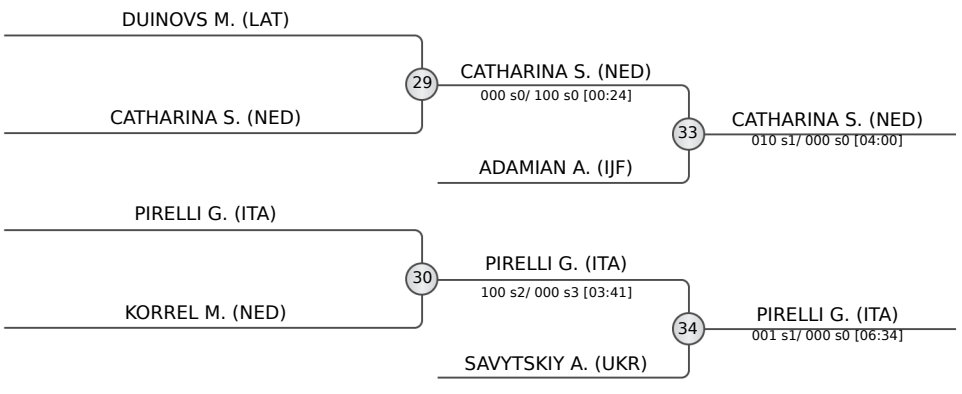 DUINOVS M. (LAT)
29
CATHARINA S. (NED)
000 s0/ 100 s0 [00:24]
CATHARINA S. (NED)
33
CATHARINA S. (NED)
010 s1/ 000 s0 [04:00]
ADAMIAN A. (IJF)
PIRELLI G. (ITA)
30
PIRELLI G. (ITA)
100 s2/ 000 s3 [03:41]
KORREL M. (NED)
34
PIRELLI G. (ITA)
001 s1/ 000 s0 [06:34]
SAVYTSKIY A. (UKR)